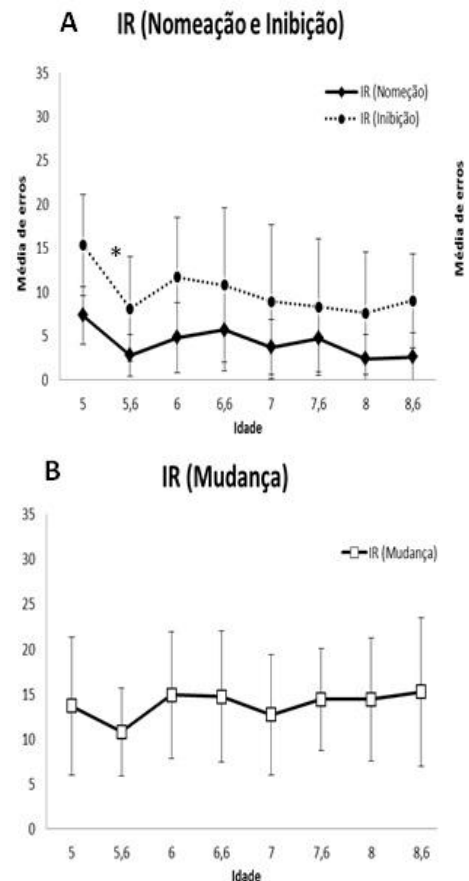 A IR (Nomeação e Inibição)
35
30
25
20
15
10
5
0
Média de erros
IR (Nomeção)
IR (Inibição)
*
5 5,6 6 6,6 7 7,6 8 8,6
Idade
Média de erros
B IR (Mudança)
35
30
25
20
15
10
5
0
IR (Mudança)
5 5,6 6 6,6 7 7,6 8 8,6
Idade